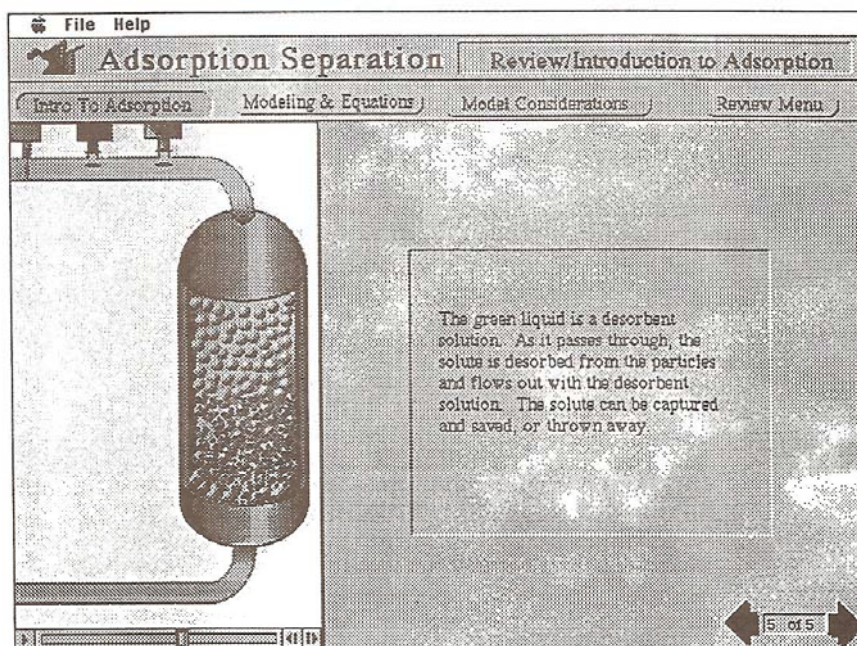 File Help
Adsorption Separation
Review/Introduction to Adsorption
Intro To Adsorption
Modeling & Equations
Model Considerations
Review Menu
The green liquid is a desorbent
solution. As it passes through, the
solute is desorbed from the particles
and flows out with the desorbent
solution. The solute can be captured
and saved, or thrown away.
5 of 5